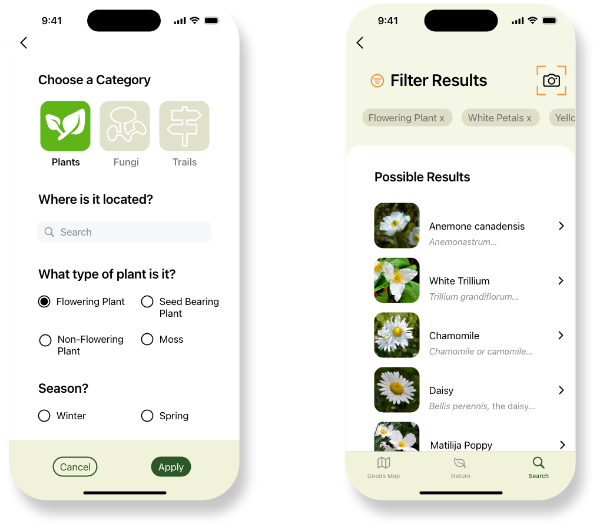 9:41
Choose a Category
Plants
Fungi
Trails
Where is it located?
Search
What type of plant is it?
Flowering Plant
Seed Bearing
Plant
Non-Flowering
Plant
Moss
Season?
Winter
Spring
Cancel
Apply
9:41
Filter Results
Flowering Plant x
White Petals x
Yello
Possible Results
Anemone canadensis
Anemonastrum...
White Trillium
Trillium grandiflorum...
Chamomile
Chamomile or camomile...
Daisy
Bellis perennis, the daisy...
Matilija Poppy
Goods Map
Nature
Search